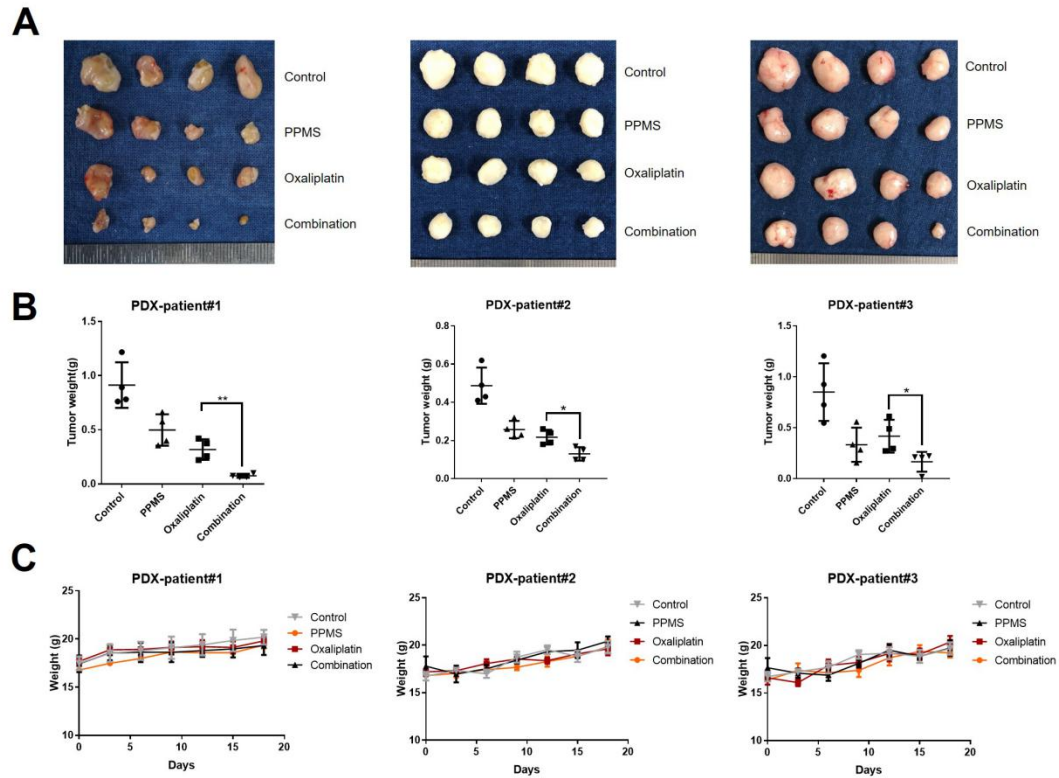 A
Control
PPMS
Oxaliplatin
Combination
Control
PPMS
Oxaliplatin
Combination
Control
PPMS
Oxaliplatin
Combination
B
PDX-patient#1
Tumor weight(g)
1.5
1.0
0.5
0.0
**
Control
PPMS
Oxaliplatin
Combination
PDX-patient#2
Tumor weight (g)
0.8
0.6
0.4
0.2
0.0
*
Control
PPMS
Oxaliplatin
Combination
PDX-patient#3
Tumor weight (g)
1.5
1.0
0.5
0.0
*
Control
PPMS
Oxaliplatin
Combination
C
PDX-patient#1
Weight (g)
25
20
15
10
0 5 10 15 20
Days
Control
PPMS
Oxaliplatin
Combination
PDX-patient#2
Weight (g)
25
20
15
10
0 5 10 15 20
Days
Control
PPMS
Oxaliplatin
Combination
PDX-patient#3
Weight (g)
25
20
15
10
0 5 10 15 20
Days
Control
PPMS
Oxaliplatin
Combination